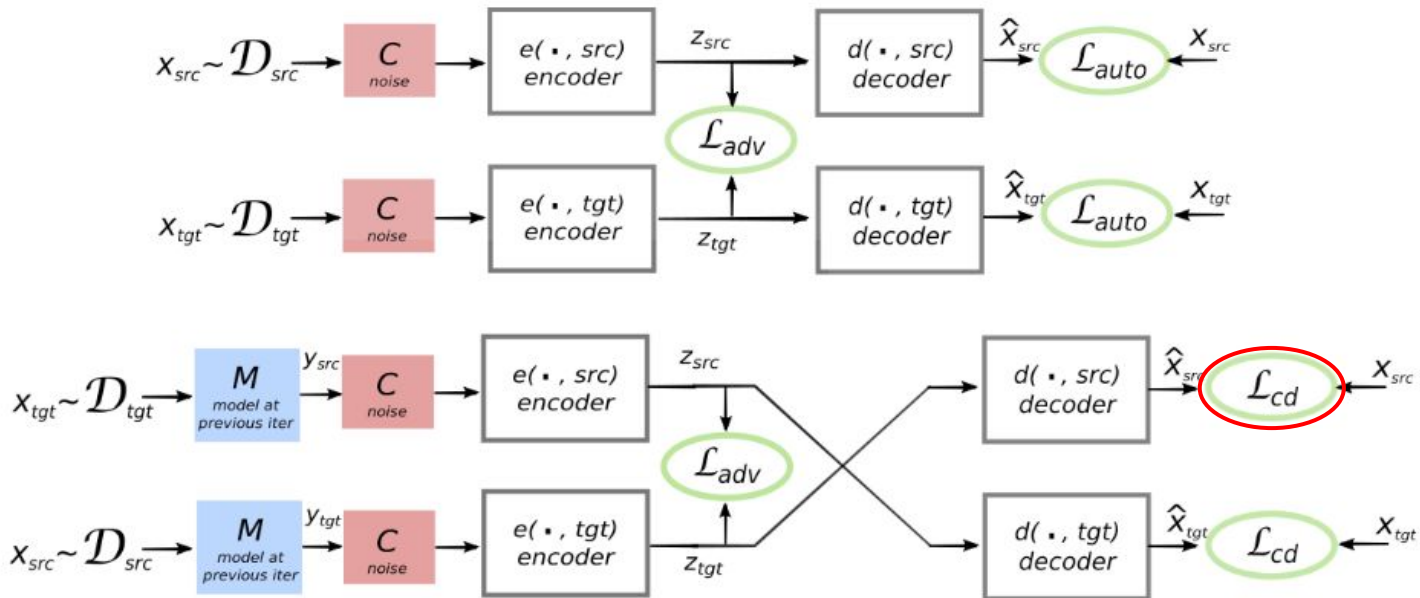 x_src ~ D_src
C
noise
e(·, src)
encoder
z_src
d(·, src)
decoder
x̂_src
L_auto
x_src
L_adv
x_tgt ~ D_tgt
C
noise
e(·, tgt)
encoder
z_tgt
d(·, tgt)
decoder
x̂_tgt
L_auto
x_tgt
x_tgt ~ D_tgt
M
model at
previous iter
y_src
C
noise
e(·, src)
encoder
z_src
d(·, src)
decoder
x̂_src
L_cd
x_src
L_adv
x_src ~ D_src
M
model at
previous iter
y_tgt
C
noise
e(·, tgt)
encoder
z_tgt
d(·, tgt)
decoder
x̂_tgt
L_cd
x_tgt